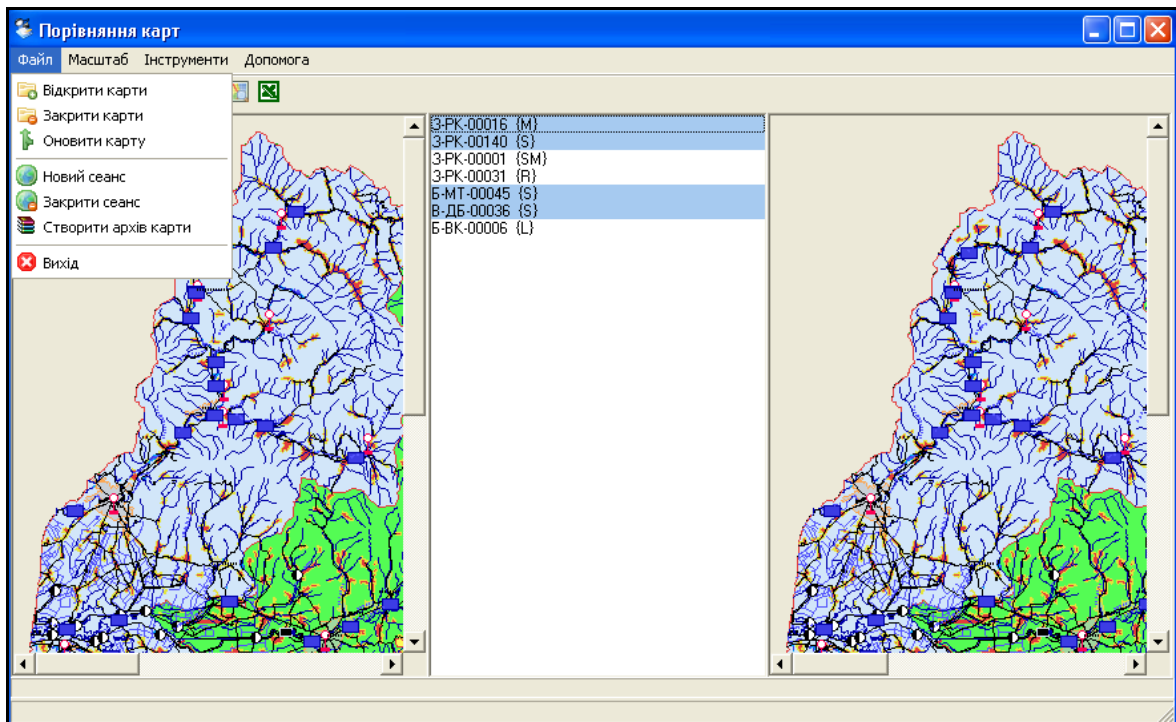 Порівняння карт
Файл Масштаб Інструменти Допомога
Відкрити карти
Закрити карти
Оновити карту
Новий сеанс
Закрити сеанс
Створити архів карти
Вихід
З-РК-00016 {M}
З-РК-00140 {S}
З-РК-00001 {SM}
З-РК-00031 {R}
Б-МТ-00045 {S}
В-ДБ-00036 {S}
Б-ВК-00006 {L}